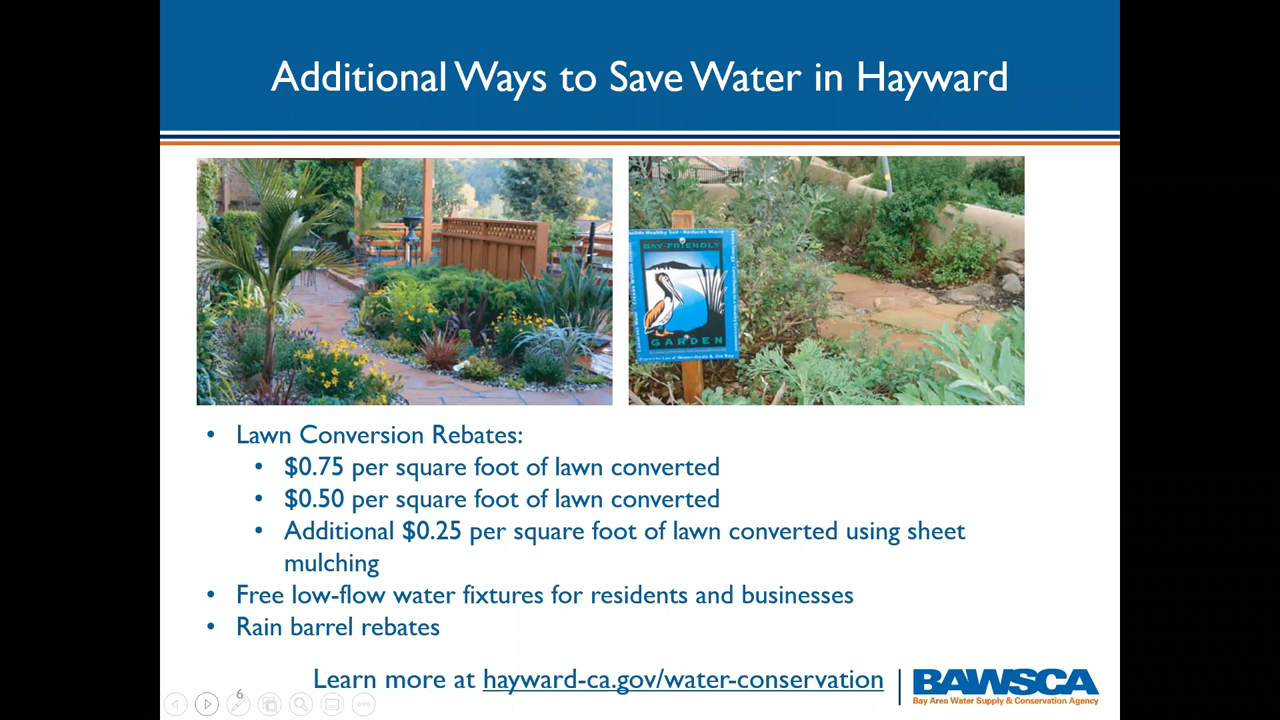 Additional Ways to Save Water in Hayward
BAY-FRIENDLY
GARDEN
• Lawn Conversion Rebates:
• $0.75 per square foot of lawn converted
• $0.50 per square foot of lawn converted
• Additional $0.25 per square foot of lawn converted using sheet
mulching
• Free low-flow water fixtures for residents and businesses
• Rain barrel rebates
Learn more at hayward-ca.gov/water-conservation
BAWSCA
Bay Area Water Supply & Conservation Agency
6